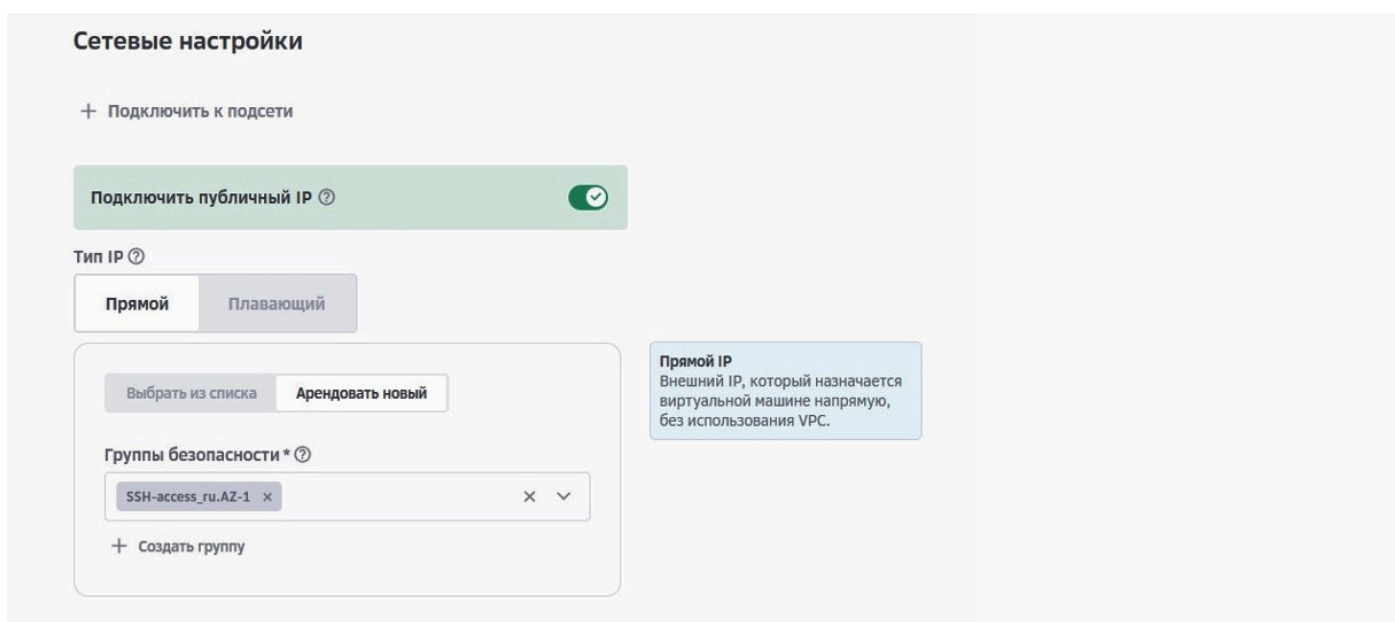 Сетевые настройки
+ Подключить к подсети
Подключить публичный IP ?
Тип IP ?
Прямой Плавающий
Выбрать из списка Арендовать новый
Группы безопасности * ?
SSH-access_ru.AZ-1 ×
+ Создать группу
Прямой IP
Внешний IP, который назначается
виртуальной машине напрямую,
без использования VPC.